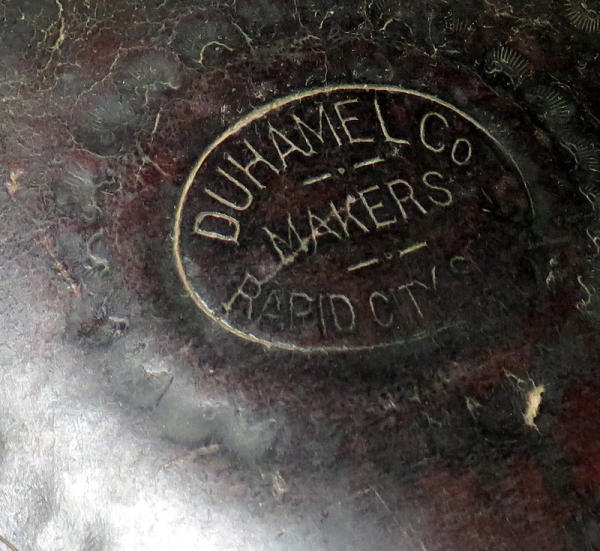 DUHAMEL Co
MAKERS
RAPID CITY S